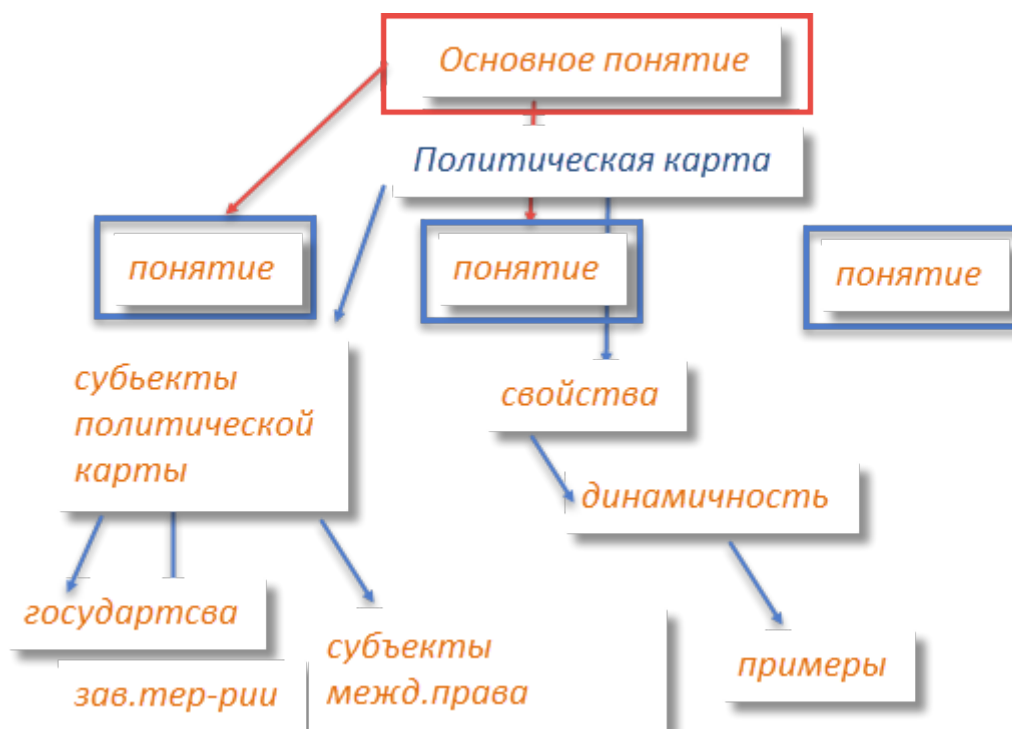 Основное понятие
Политическая карта
понятие
понятие
понятие
субьекты
политической
карты
свойства
динамичность
государтсва
зав.тер-рии
субъекты
межд.права
примеры